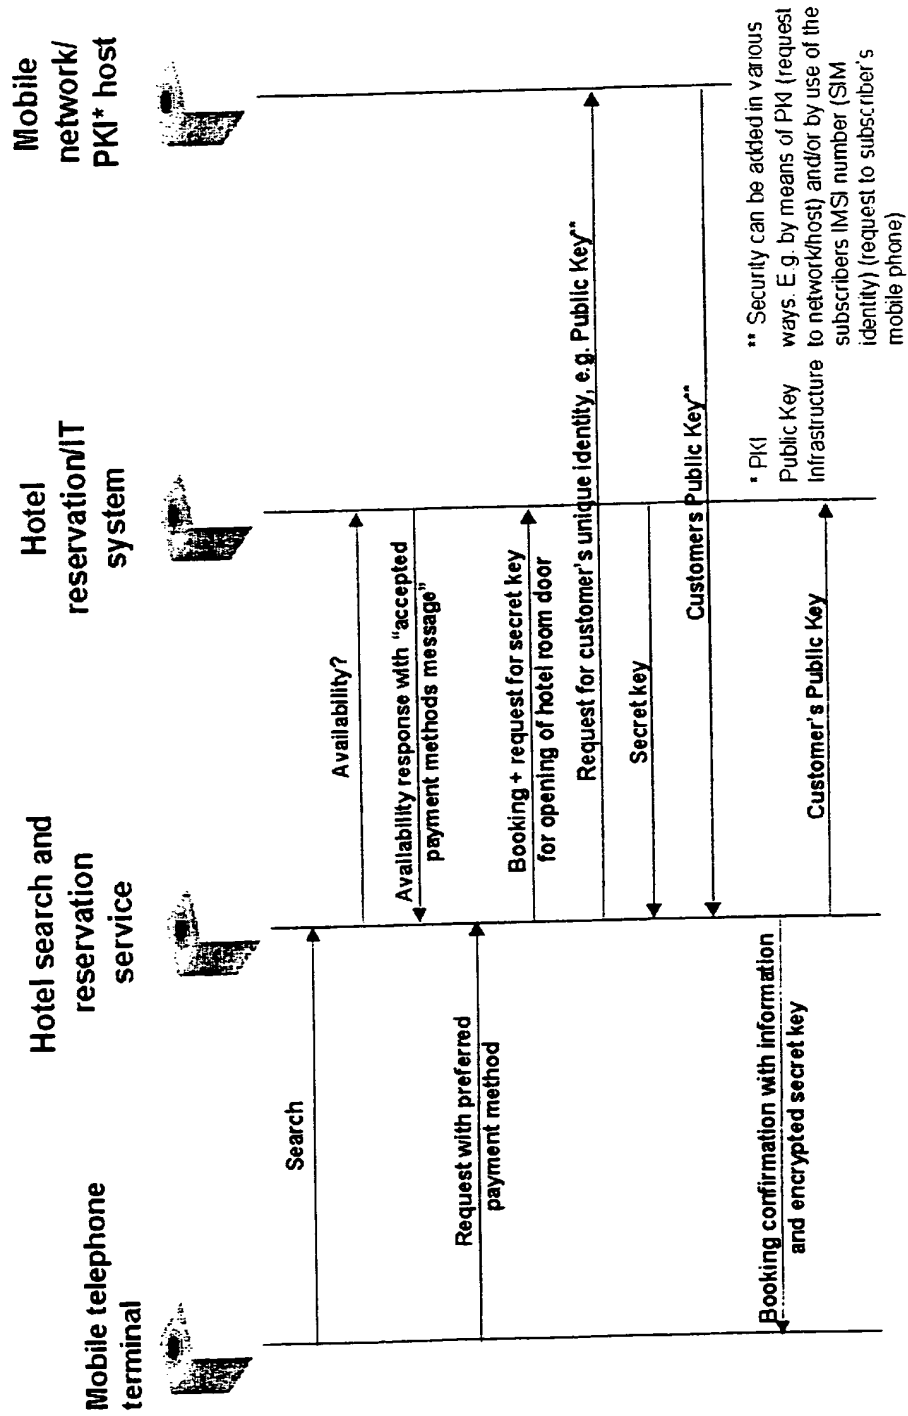 Mobile telephone
terminal
Hotel search and
reservation
service
Hotel
reservation/IT
system
Mobile
network/
PKI* host
Search
Availability?
Availability response with "accepted
payment methods message"
Request with preferred
payment method
Booking + request for secret key
for opening of hotel room door
Request for customer's unique identity, e.g. Public Key**
Secret key
Customers Public Key**
Booking confirmation with information
and encrypted secret key
Customer's Public Key
* PKI
Public Key
Infrastructure
** Security can be added in various
ways. E.g. by means of PKI (request
to network/host) and/or by use of the
subscribers IMSI number (SIM
identity) (request to subscriber's
mobile phone)